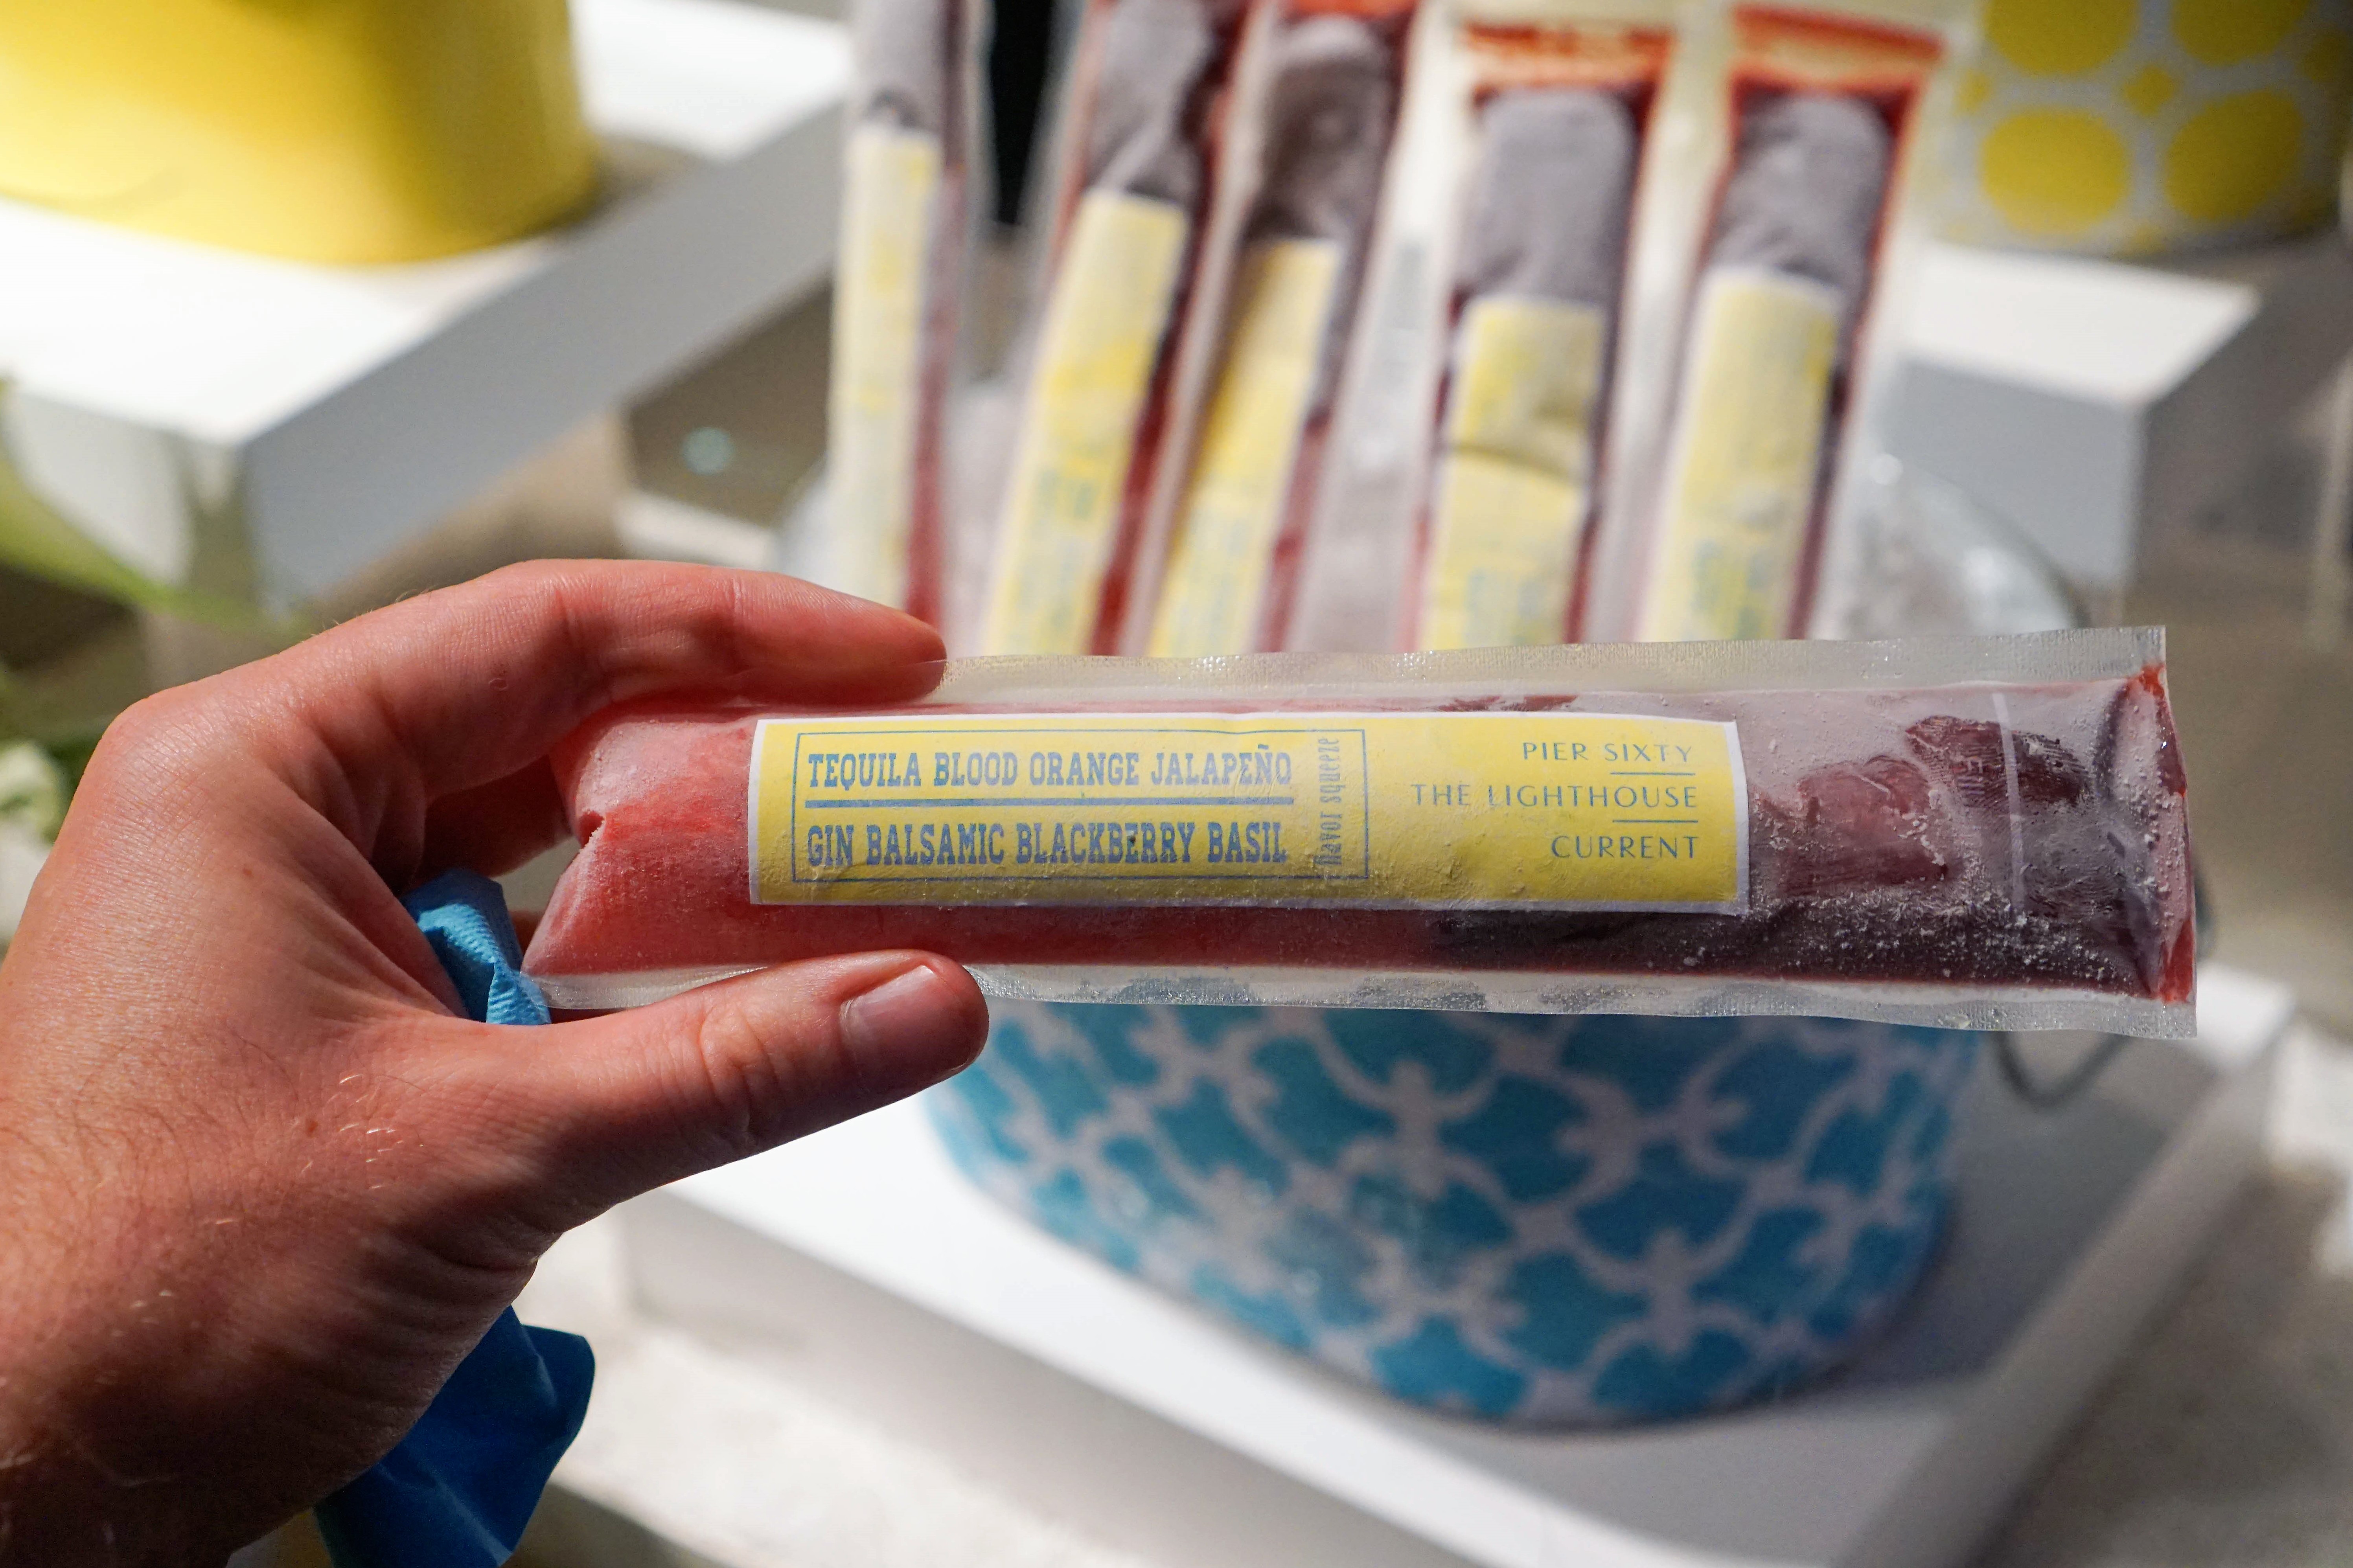 TEQUILA BLOOD ORANGE JALAPEÑO
GIN BALSAMIC BLACKBERRY BASIL
flavor squeeze
PIER SIXTY
THE LIGHTHOUSE
CURRENT